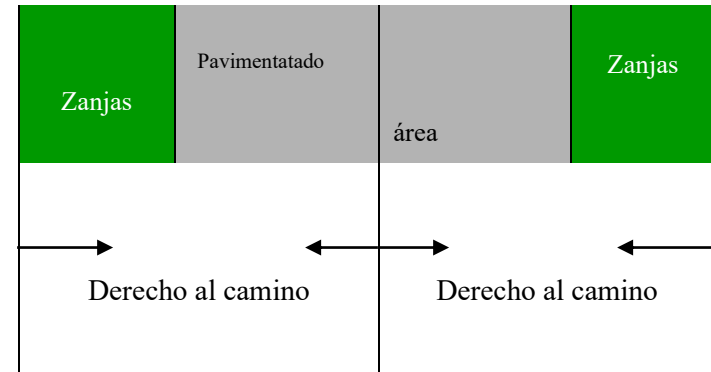 Zanjas
Pavimentatado
área
Zanjas
Derecho al camino
Derecho al camino